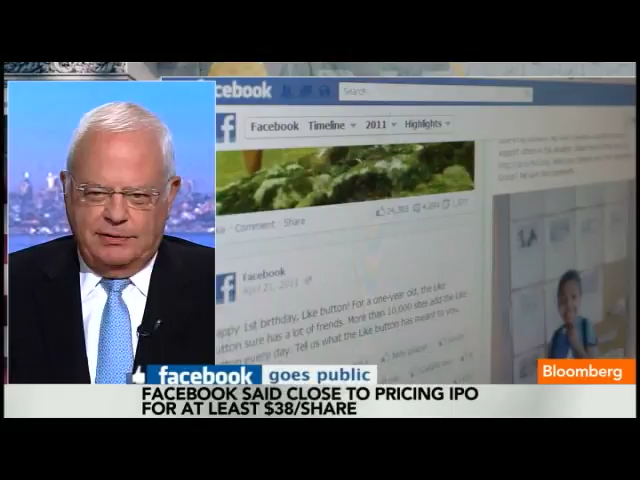 facebook
Search
Facebook Timeline 2011 Highlights
Comment Share
Facebook
April 21, 2011
appy 1st birthday, Like button! For a one-year old, the Like
utton sure has a lot of friends. More than 10,000 sites add the Like
tton every day. Tell us what the Like button has meant to you.
facebook goes public
Bloomberg
FACEBOOK SAID CLOSE TO PRICING IPO
FOR AT LEAST $38/SHARE